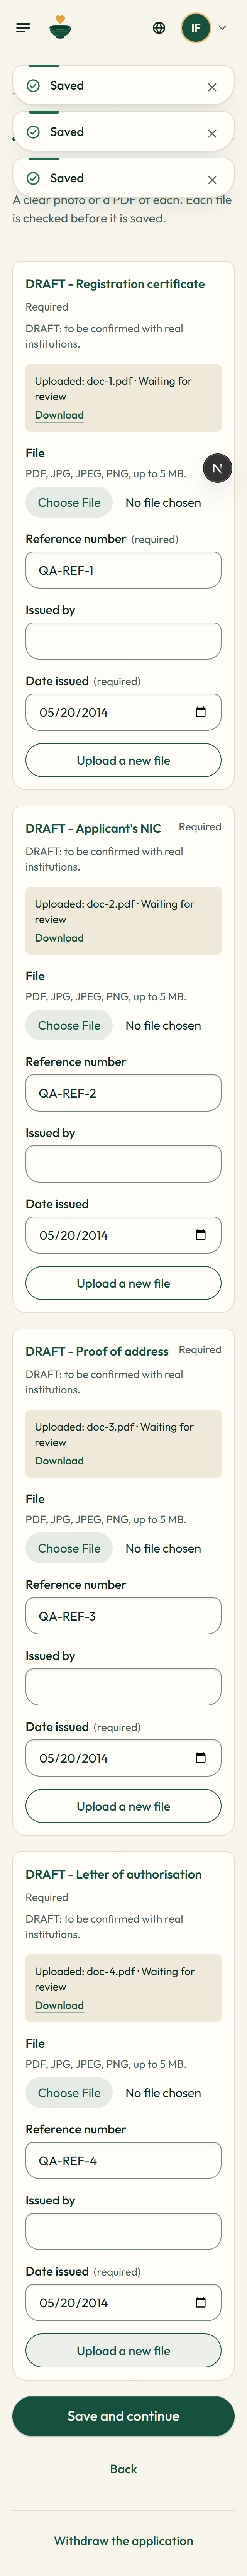 IF
Saved
Saved
Saved
A clear photo or a PDF of each. Each file
is checked before it is saved.
DRAFT - Registration certificate
Required
DRAFT: to be confirmed with real
institutions.
Uploaded: doc-1.pdf · Waiting for
review
Download
File
PDF, JPG, JPEG, PNG, up to 5 MB.
N
Choose File No file chosen
Reference number (required)
QA-REF-1
Issued by
Date issued (required)
05/20/2014
Upload a new file
DRAFT - Applicant's NIC Required
DRAFT: to be confirmed with real
institutions.
Uploaded: doc-2.pdf · Waiting for
review
Download
File
PDF, JPG, JPEG, PNG, up to 5 MB.
Choose File No file chosen
Reference number
QA-REF-2
Issued by
Date issued
05/20/2014
Upload a new file
DRAFT - Proof of address Required
DRAFT: to be confirmed with real
institutions.
Uploaded: doc-3.pdf · Waiting for
review
Download
File
PDF, JPG, JPEG, PNG, up to 5 MB.
Choose File No file chosen
Reference number
QA-REF-3
Issued by
Date issued (required)
05/20/2014
Upload a new file
DRAFT - Letter of authorisation
Required
DRAFT: to be confirmed with real
institutions.
Uploaded: doc-4.pdf · Waiting for
review
Download
File
PDF, JPG, JPEG, PNG, up to 5 MB.
Choose File No file chosen
Reference number
QA-REF-4
Issued by
Date issued (required)
05/20/2014
Upload a new file
Save and continue
Back
Withdraw the application